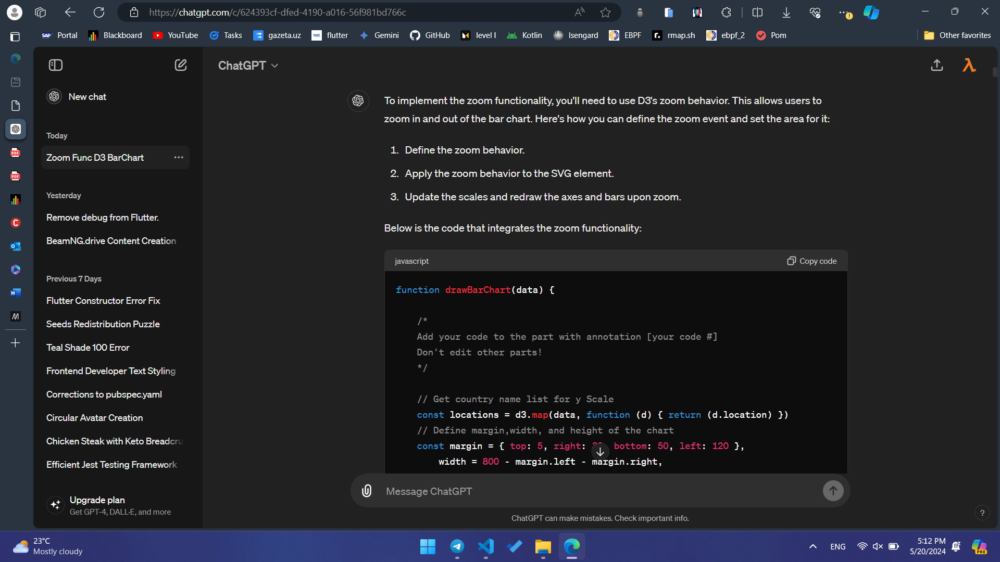 https://chatgpt.com/c/624393cf-dfed-4190-a016-56f981bd766c
SAP Portal
Blackboard
YouTube
Tasks
gazeta.uz
flutter
Gemini
GitHub
level I
Kotlin
Isengard
EBPF
r. rmap.sh
ebpf_2
Pom
Other favorites
ChatGPT
New chat
Today
Zoom Func D3 BarChart
Yesterday
Remove debug from Flutter.
BeamNG.drive Content Creation
Previous 7 Days
Flutter Constructor Error Fix
Seeds Redistribution Puzzle
Teal Shade 100 Error
Frontend Developer Text Styling
Corrections to pubspec.yaml
Circular Avatar Creation
Chicken Steak with Keto Breadcru
Efficient Jest Testing Framework
Upgrade plan
Get GPT-4, DALL·E, and more
To implement the zoom functionality, you'll need to use D3's zoom behavior. This allows users to
zoom in and out of the bar chart. Here's how you can define the zoom event and set the area for it:
1. Define the zoom behavior.
2. Apply the zoom behavior to the SVG element.
3. Update the scales and redraw the axes and bars upon zoom.
Below is the code that integrates the zoom functionality:
javascript
Copy code
function drawBarChart(data) {
/*
Add your code to the part with annotation [your code #]
Don't edit other parts!
*/
// Get country name list for y Scale
const locations = d3.map(data, function (d) { return (d.location) })
// Define margin,width, and height of the chart
const margin = { top: 5, right: bottom: 50, left: 120 },
width = 800 - margin.left - margin.right,
Message ChatGPT
ChatGPT can make mistakes. Check important info.
?
23°C
Mostly cloudy
ENG
5:12 PM
5/20/2024
PRE